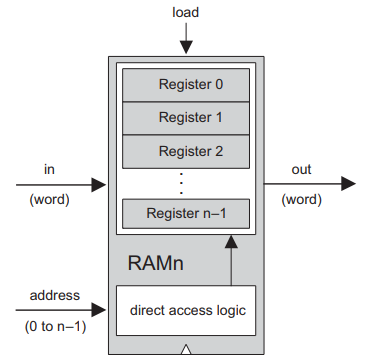 load
Register 0
Register 1
Register 2
in
(word)
out
(word)
Register n–1
RAMn
address
(0 to n–1)
direct access logic